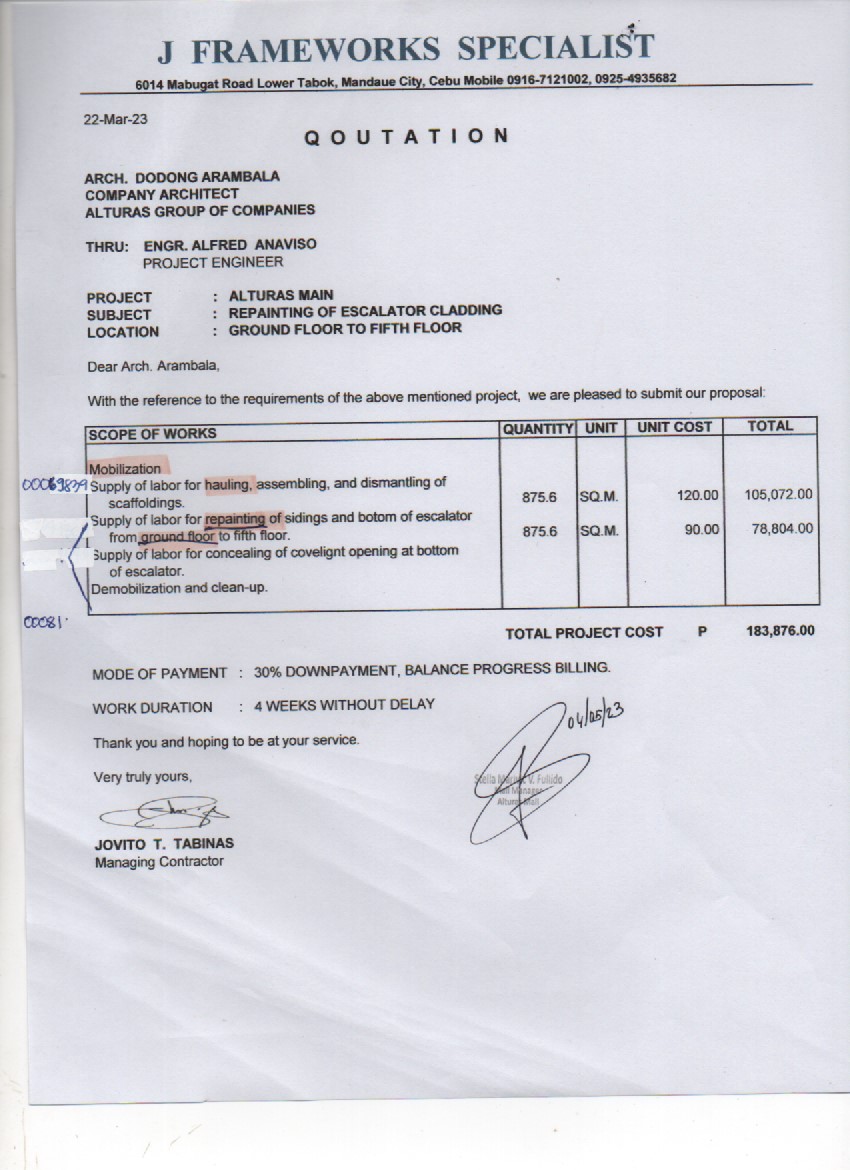 J FRAMEWORKS SPECIALIST
6014 Mabugat Road Lower Tabok, Mandaue City, Cebu Mobile 0916-7121002, 0925-4935682
22-Mar-23
QOUTATION
ARCH. DODONG ARAMBALA
COMPANY ARCHITECT
ALTURAS GROUP OF COMPANIES
THRU: ENGR. ALFRED ANAVISO
PROJECT ENGINEER
PROJECT : ALTURAS MAIN
SUBJECT : REPAINTING OF ESCALATOR CLADDING
LOCATION : GROUND FLOOR TO FIFTH FLOOR
Dear Arch. Arambala,
With the reference to the requirements of the above mentioned project, we are pleased to submit our proposal:
SCOPE OF WORKS QUANTITY UNIT UNIT COST TOTAL
Mobilization
00069839 Supply of labor for hauling, assembling, and dismantling of
scaffoldings. 875.6 SQ.M. 120.00 105,072.00
Supply of labor for repainting of sidings and botom of escalator
from ground floor to fifth floor. 875.6 SQ.M. 90.00 78,804.00
Supply of labor for concealing of covelignt opening at bottom
of escalator.
Demobilization and clean-up.
00081
TOTAL PROJECT COST P 183,876.00
MODE OF PAYMENT : 30% DOWNPAYMENT, BALANCE PROGRESS BILLING.
WORK DURATION : 4 WEEKS WITHOUT DELAY
04/05/23
Thank you and hoping to be at your service.
Very truly yours,
Stella V. Fullido
Mall Manager
Alturas Mall
JOVITO T. TABINAS
Managing Contractor